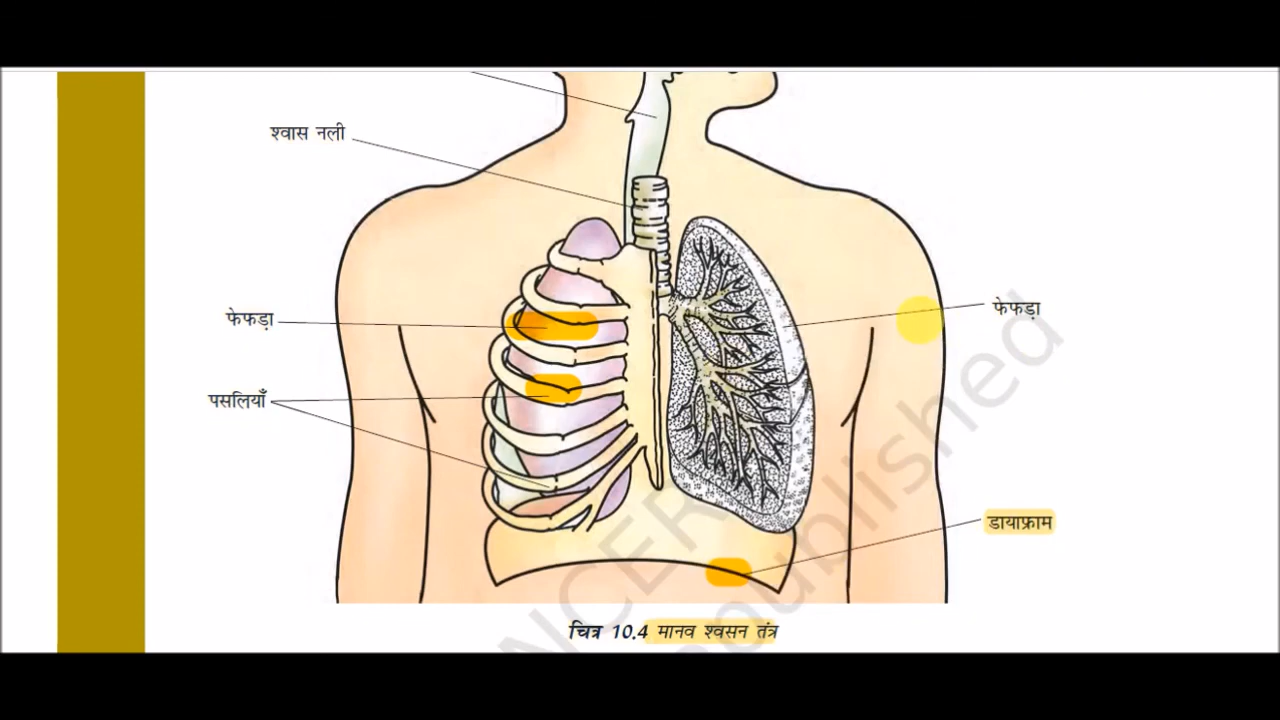 श्वास नली
फेफड़ा
फेफड़ा
पसलियाँ
डायाफ्राम
चित्र 10.4 मानव श्वसन तंत्र